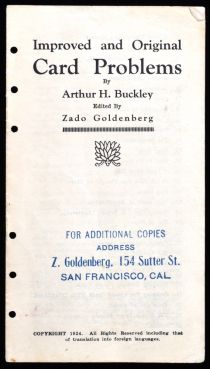 Improved and Original
Card Problems
By
Arthur H. Buckley
Edited By
Zado Goldenberg
FOR ADDITIONAL COPIES
ADDRESS
Z. Goldenberg, 154 Sutter St.
SAN FRANCISCO, CAL.
COPYRIGHT 1924. All Rights Reserved including that
of translation into foreign languages.